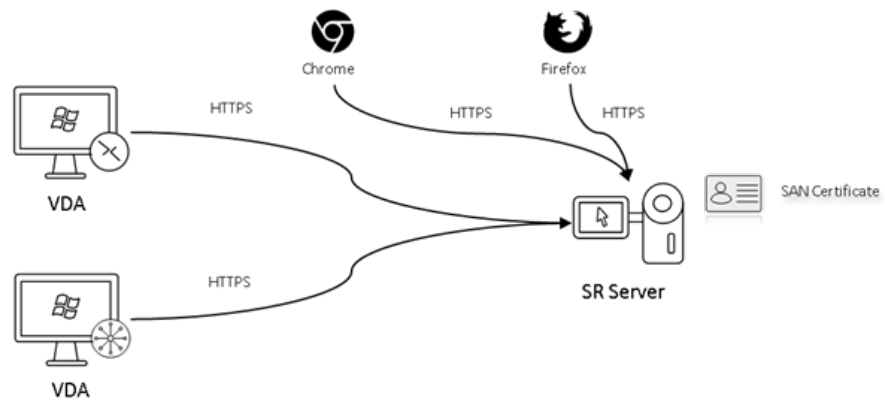 Chrome
Firefox
HTTPS
HTTPS
HTTPS
VDA
SAN Certificate
SR Server
HTTPS
VDA